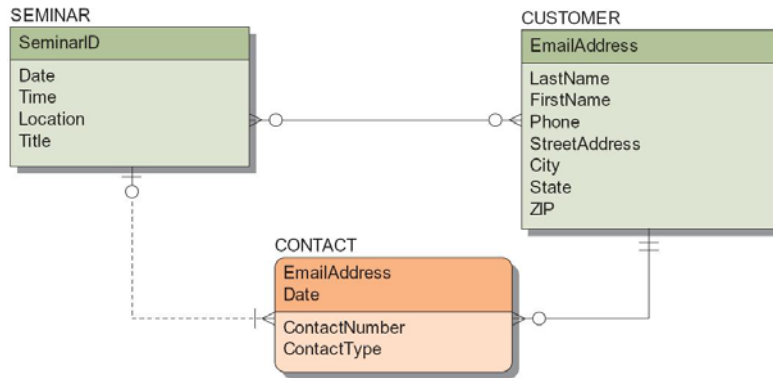 SEMINAR
SeminarID
Date
Time
Location
Title
CUSTOMER
EmailAddress
LastName
FirstName
Phone
StreetAddress
City
State
ZIP
CONTACT
EmailAddress
Date
ContactNumber
ContactType